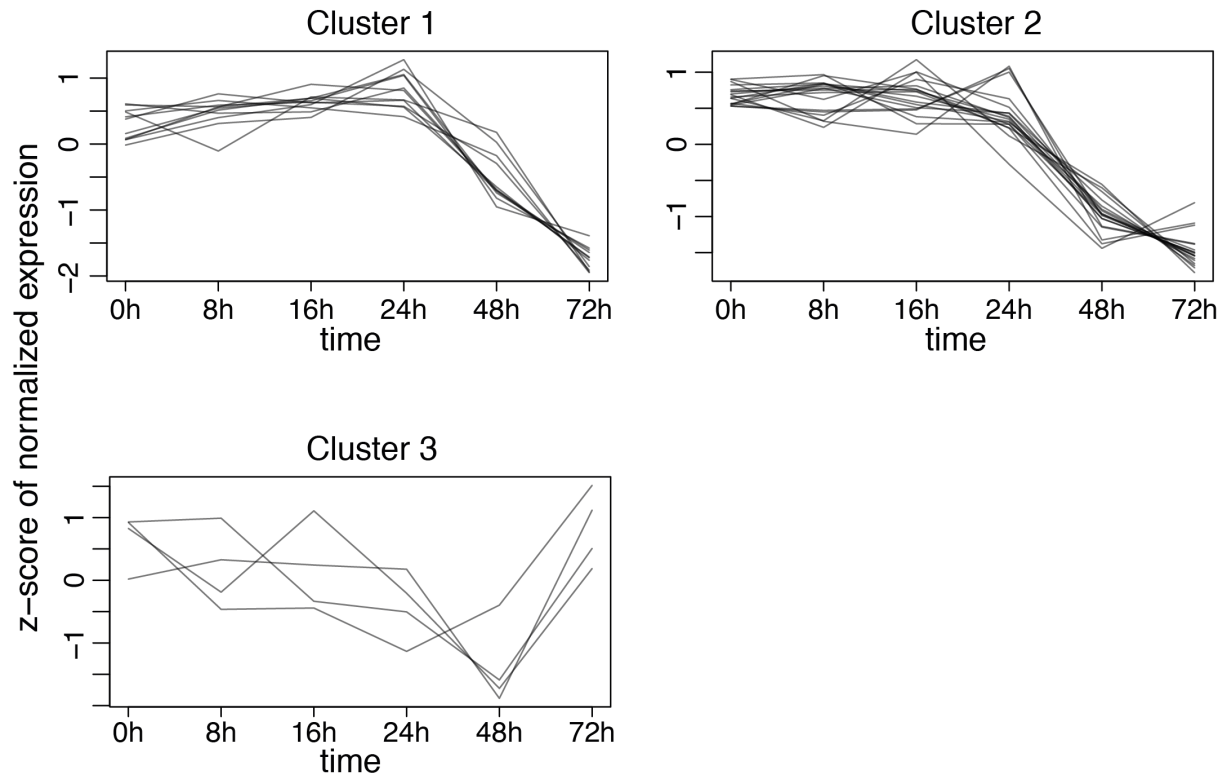 Cluster 1
1
0
−1
−2
0h 8h 16h 24h 48h 72h
time
Cluster 2
1
0
−1
0h 8h 16h 24h 48h 72h
time
z−score of normalized expression
Cluster 3
1
0
−1
0h 8h 16h 24h 48h 72h
time